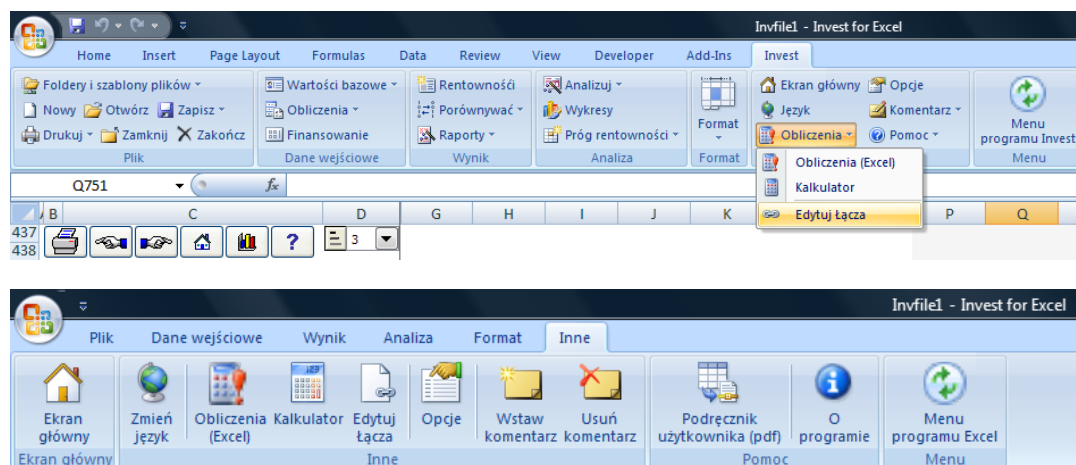 Invfile1 - Invest for Excel
Home Insert Page Layout Formulas Data Review View Developer Add-Ins Invest
Foldery i szablony plików Wartości bazowe Rentownośći Analizuj Ekran główny Opcje
Nowy Otwórz Zapisz Obliczenia Porównywać Wykresy Format Język Komentarz Menu programu Invest
Drukuj Zamknij Zakończ Finansowanie Raporty Próg rentowności Obliczenia Pomoc
Plik Dane wejściowe Wynik Analiza Format Menu
Obliczenia (Excel)
Q751 fx
Kalkulator
B C D G H I J K P Q
Edytuj Łącza
437
438 ? 3
Invfile1 - Invest for Excel
Plik Dane wejściowe Wynik Analiza Format Inne
Ekran Zmień Obliczenia Kalkulator Edytuj Opcje Wstaw Usuń Podręcznik O Menu
główny język (Excel) Łącza komentarz komentarz użytkownika (pdf) programie programu Excel
Ekran główny Inne Pomoc Menu